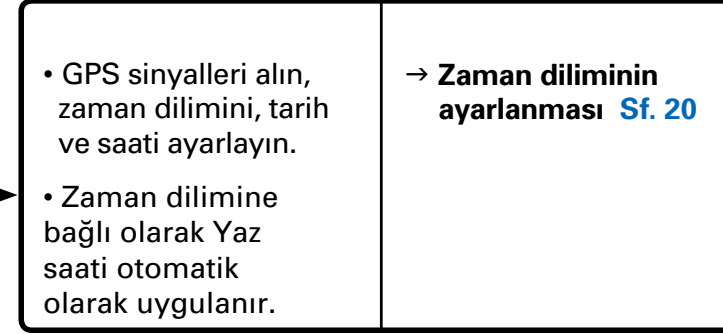 • GPS sinyalleri alın,
zaman dilimini, tarih
ve saati ayarlayın.
• Zaman dilimine
bağlı olarak Yaz
saati otomatik
olarak uygulanır.
→ Zaman diliminin
ayarlanması Sf. 20